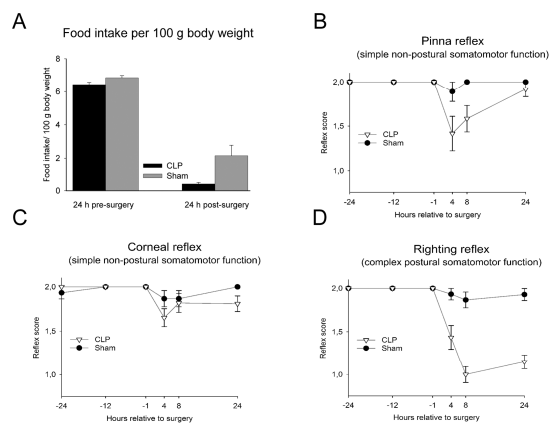 A
Food intake per 100 g body weight
8
6
4
2
0
Food intake/ 100 g body weight
CLP
Sham
24 h pre-surgery
24 h post-surgery
B
Pinna reflex
(simple non-postural somatomotor function)
2,0
1,5
1,0
Reflex score
CLP
Sham
-24
-12
-1
4
8
24
Hours relative to surgery
C
Corneal reflex
(simple non-postural somatomotor function)
2,0
1,5
1,0
Reflex score
CLP
Sham
-24
-12
-1
4
8
24
Hours relative to surgery
D
Righting reflex
(complex postural somatomotor function)
2,0
1,5
1,0
Reflex score
CLP
Sham
-24
-12
-1
4
8
24
Hours relative to surgery